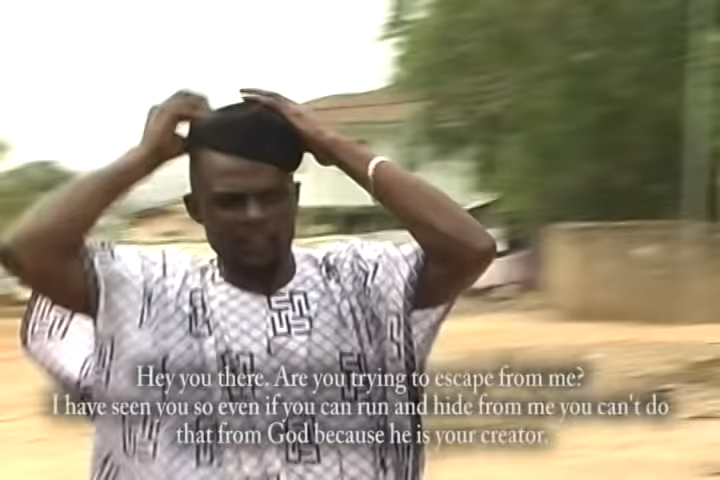 Hey you there. Are you trying to escape from me?
I have seen you so even if you can run and hide from me you can't do
that from God because he is your creator.